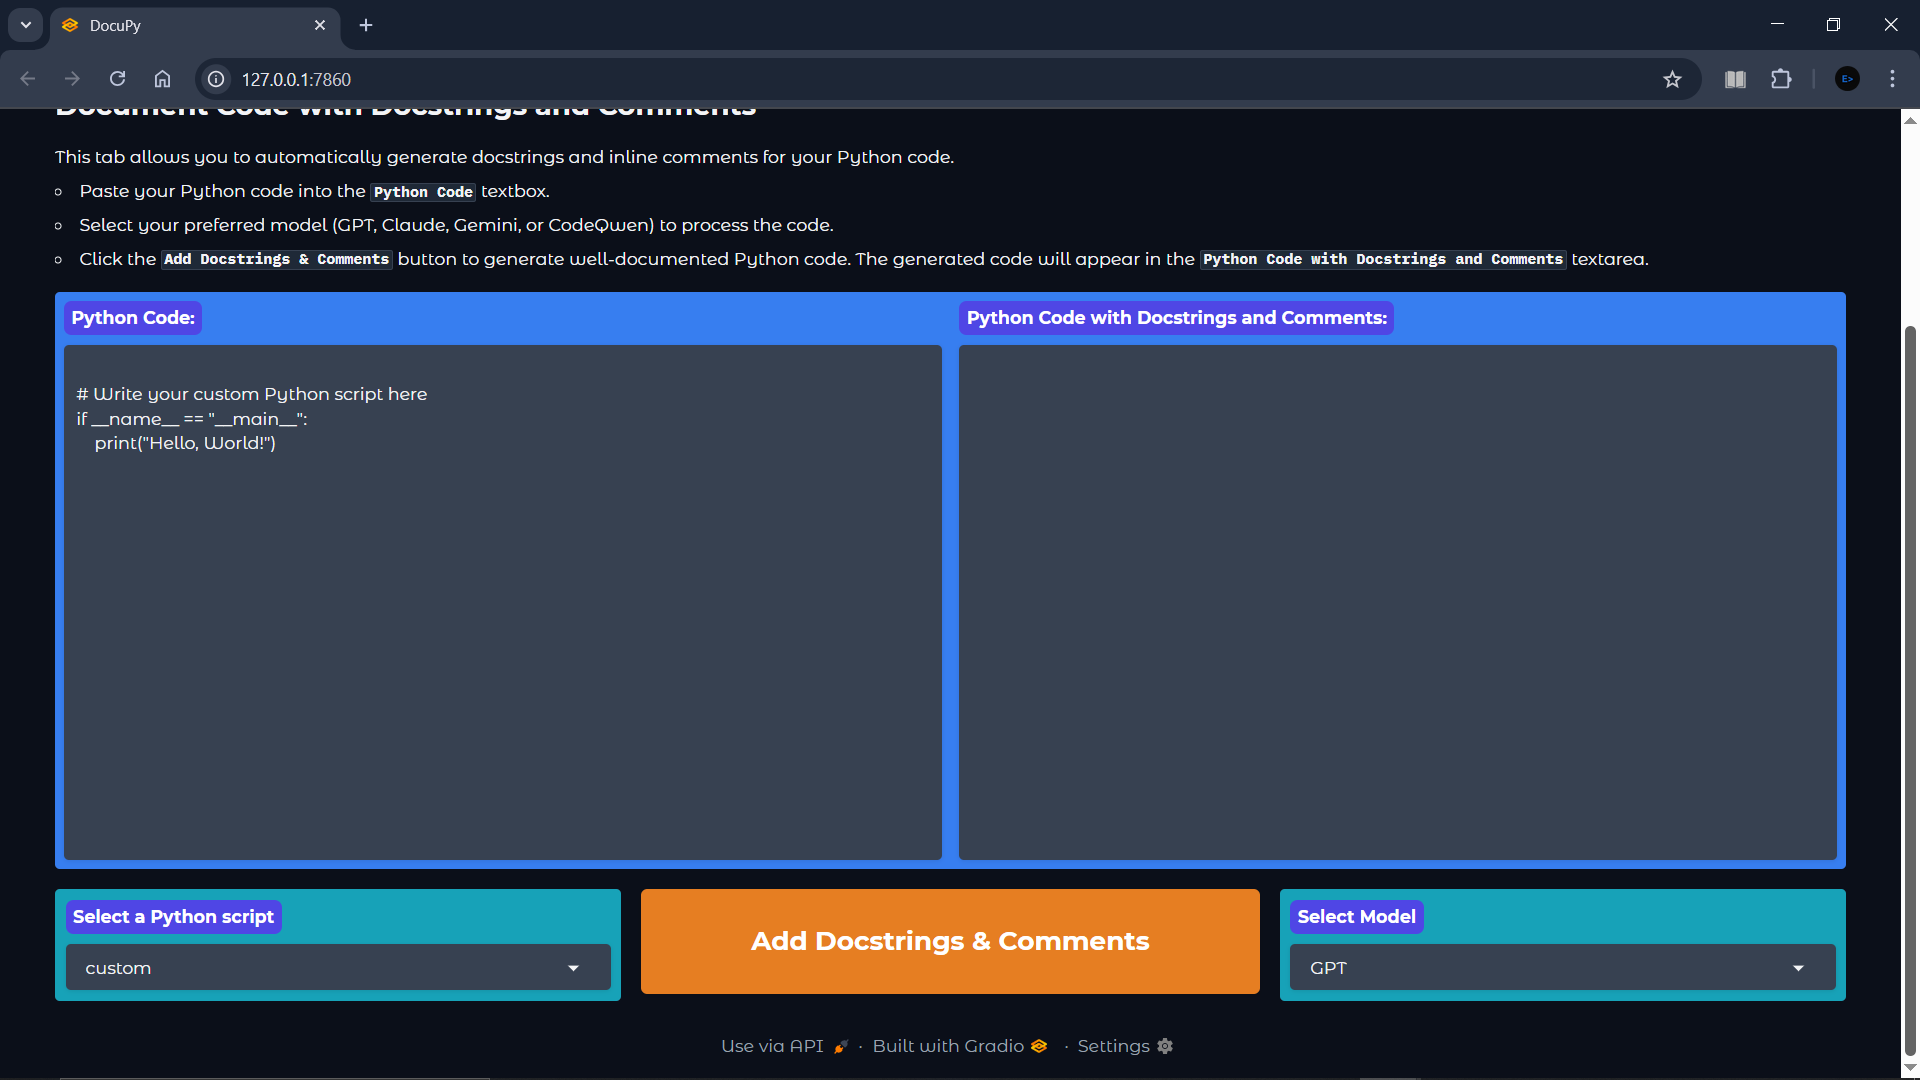 DocuPy
127.0.0.1:7860
E>
Document Code with Docstrings and Comments
This tab allows you to automatically generate docstrings and inline comments for your Python code.
Paste your Python code into the Python Code textbox.
Select your preferred model (GPT, Claude, Gemini, or CodeQwen) to process the code.
Click the Add Docstrings & Comments button to generate well-documented Python code. The generated code will appear in the Python Code with Docstrings and Comments textarea.
Python Code:
# Write your custom Python script here
if __name__ == "__main__":
    print("Hello, World!")
Python Code with Docstrings and Comments:
Select a Python script
custom
Add Docstrings & Comments
Select Model
GPT
Use via API · Built with Gradio · Settings